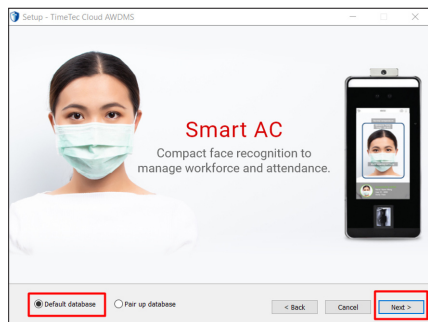 Setup - TimeTec Cloud AWDMS
Smart AC
Compact face recognition to
manage workforce and attendance.
Default database
Pair up database
< Back
Cancel
Next >